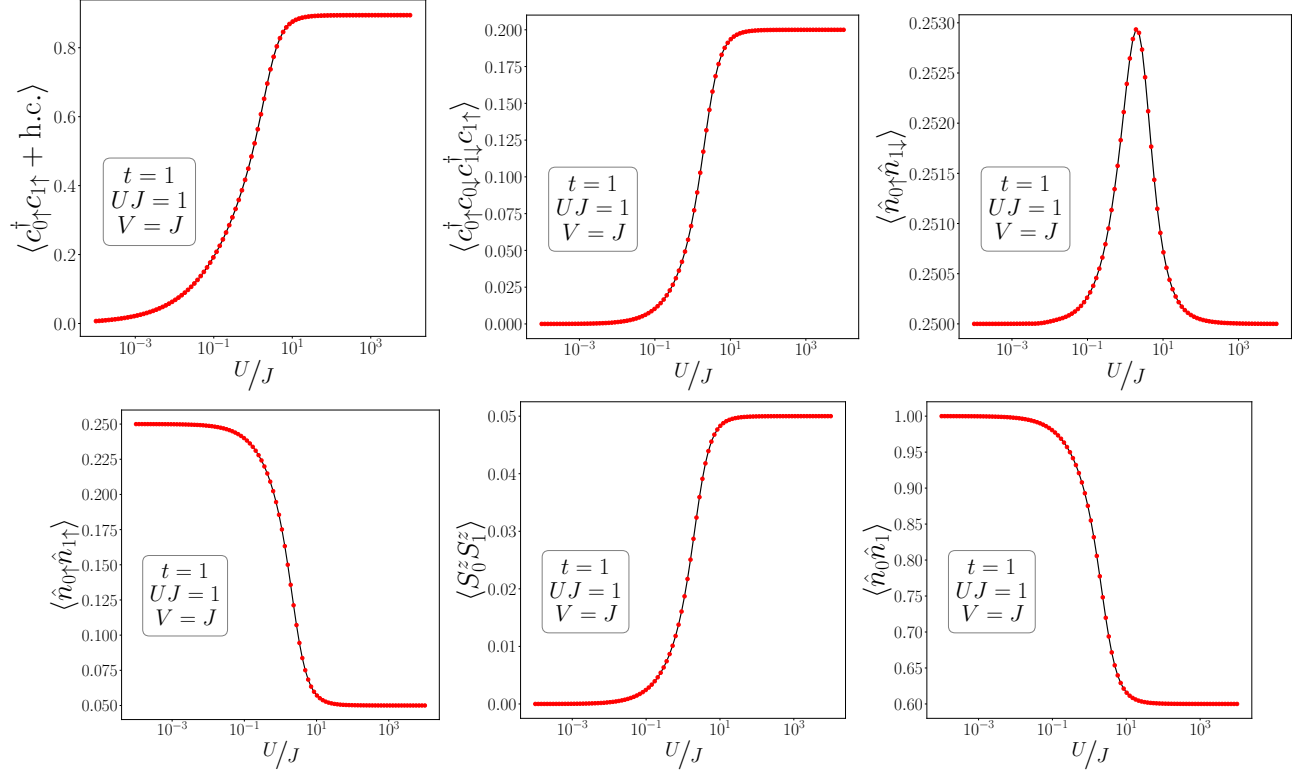 ⟨c†0↑c1↑ + h.c.⟩
0.8
0.6
0.4
0.2
0.0
t = 1
UJ = 1
V = J
10⁻³
10⁻¹
10¹
10³
U/J
⟨c†0↑c0↓c†1↓c1↑⟩
0.200
0.175
0.150
0.125
0.100
0.075
0.050
0.025
0.000
t = 1
UJ = 1
V = J
10⁻³
10⁻¹
10¹
10³
U/J
⟨n̂0↑n̂1↓⟩
0.2530
0.2525
0.2520
0.2515
0.2510
0.2505
0.2500
t = 1
UJ = 1
V = J
10⁻³
10⁻¹
10¹
10³
U/J
⟨n̂0↑n̂1↑⟩
0.250
0.225
0.200
0.175
0.150
0.125
0.100
0.075
0.050
t = 1
UJ = 1
V = J
10⁻³
10⁻¹
10¹
10³
U/J
⟨Sᶻ0Sᶻ1⟩
0.05
0.04
0.03
0.02
0.01
0.00
t = 1
UJ = 1
V = J
10⁻³
10⁻¹
10¹
10³
U/J
⟨n̂0n̂1⟩
1.00
0.95
0.90
0.85
0.80
0.75
0.70
0.65
0.60
t = 1
UJ = 1
V = J
10⁻³
10⁻¹
10¹
10³
U/J